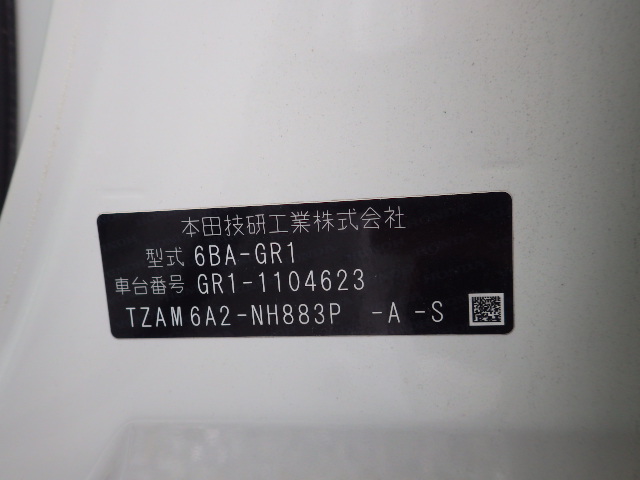 本田技研工業株式会社
型式 6BA-GR1
車台番号 GR1-1104623
TZAM6A2-NH883P -A-S